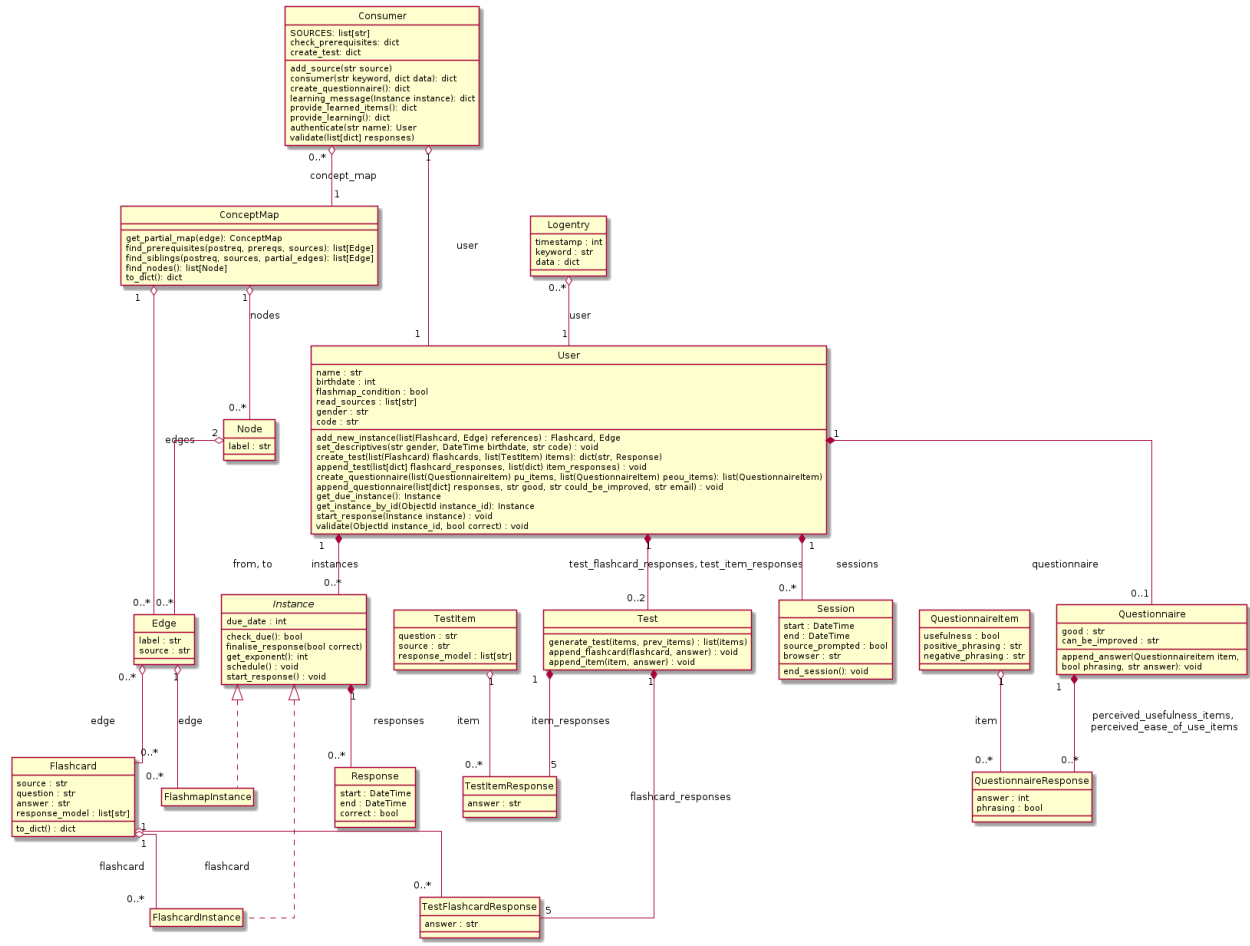 Consumer
SOURCES: list[str]
check_prerequisites: dict
create_test: dict
add_source(str source)
consumer(str keyword, dict data): dict
create_questionnaire(): dict
learning_message(Instance instance): dict
provide_learned_items(): dict
provide_learning(): dict
authenticate(str name): User
validate(list[dict] responses)
0..*
1
concept_map
1
user
1
ConceptMap
get_partial_map(edge): ConceptMap
find_prerequisites(postreq, prereqs, sources): list[Edge]
find_siblings(postreq, sources, partial_edges): list[Edge]
find_nodes(): list[Node]
to_dict(): dict
1
1
nodes
0..*
Logentry
timestamp : int
keyword : str
data : dict
0..*
user
1
User
name : str
birthdate : int
flashmap_condition : bool
read_sources : list[str]
gender : str
code : str
add_new_instance(list(Flashcard, Edge) references) : Flashcard, Edge
set_descriptives(str gender, DateTime birthdate, str code) : void
create_test(list(Flashcard) flashcards, list(TestItem) items): dict(str, Response)
append_test(list[dict] flashcard_responses, list(dict) item_responses) : void
create_questionnaire(list(QuestionnaireItem) pu_items, list(QuestionnaireItem) peou_items): list(QuestionnaireItem)
append_questionnaire(list[dict] responses, str good, str could_be_improved, str email) : void
get_due_instance(): Instance
get_instance_by_id(ObjectId instance_id): Instance
start_response(Instance instance) : void
validate(ObjectId instance_id, bool correct) : void
Node
label : str
edges
2
1
1
1
1
from, to
instances
test_flashcard_responses, test_item_responses
sessions
questionnaire
0..*
0..*
0..*
0..2
0..*
0..1
Edge
label : str
source : str
Instance
due_date : int
check_due(): bool
finalise_response(bool correct)
get_exponent(): int
schedule() : void
start_response() : void
TestItem
question : str
source : str
response_model : list[str]
Test
generate_test(items, prev_items) : list(items)
append_flashcard(flashcard, answer) : void
append_item(item, answer) : void
Session
start : DateTime
end : DateTime
source_prompted : bool
browser : str
end_session(): void
QuestionnaireItem
usefulness : bool
positive_phrasing : str
negative_phrasing : str
Questionnaire
good : str
can_be_improved : str
append_answer(Questionnaireitem item,
bool phrasing, str answer): void
0..*
1
1
1
1
1
1
1
edge
edge
responses
item
item_responses
item
perceived_usefulness_items,
perceived_ease_of_use_items
0..*
0..*
0..*
0..*
5
0..*
0..*
Flashcard
source : str
question : str
answer : str
response_model : list[str]
to_dict() : dict
FlashmapInstance
Response
start : DateTime
end : DateTime
correct : bool
TestItemResponse
answer : str
flashcard_responses
QuestionnaireResponse
answer : int
phrasing : bool
1
1
flashcard
flashcard
0..*
0..*
FlashcardInstance
TestFlashcardResponse
answer : str
5